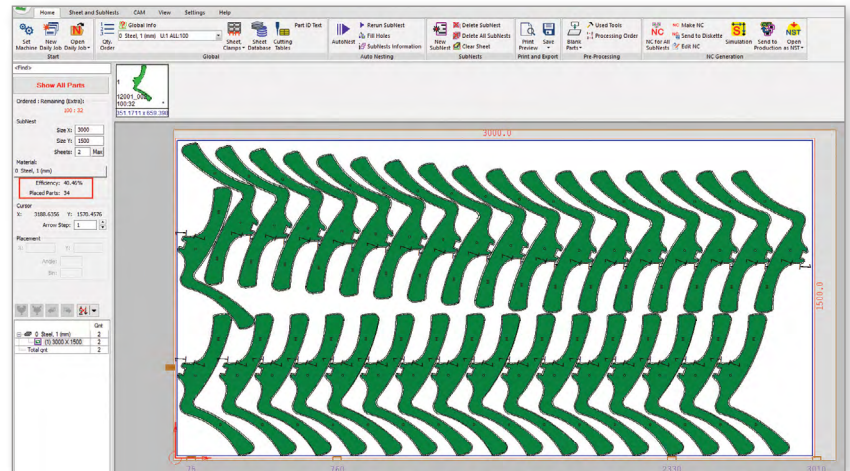 Home Sheet and SubNests CAM View Settings Help
Set Machine
New Daily Job
Open Daily Job
Qty. Order
Global info
0 Steel, 1 (mm) U:1 ALL:100
Sheet Clamps
Sheet Database
Cutting Tables
Part ID Text
AutoNest
Rerun SubNest
Fill Holes
SubNests Information
New SubNest
Delete SubNest
Delete All SubNests
Clear Sheet
Print Preview
Save
Blank Parts
Used Tools
Processing Order
NC for All SubNests
Make NC
Send to Diskette
Edit NC
Simulation
Send to Production
Open as NST
Start Global Auto Nesting SubNests Print and Export Pre-Processing NC Generation
<Find>
Show All Parts
Ordered : Remaining (Extra):
100 : 32
SubNest
Size X: 3000
Size Y: 1500
Sheets: 2 Max
Material:
0 Steel, 1 (mm)
Efficiency: 40.46%
Placed Parts: 34
Cursor
X: 3188.6356 Y: 1570.4576
Arrow Step: 1
Placement
X: Y:
Angle:
Bin:
Qnt
0 Steel, 1 (mm) 2
(1) 3000 X 1500 2
Total qnt 2
1
100:32
3000.0
1500.0
760